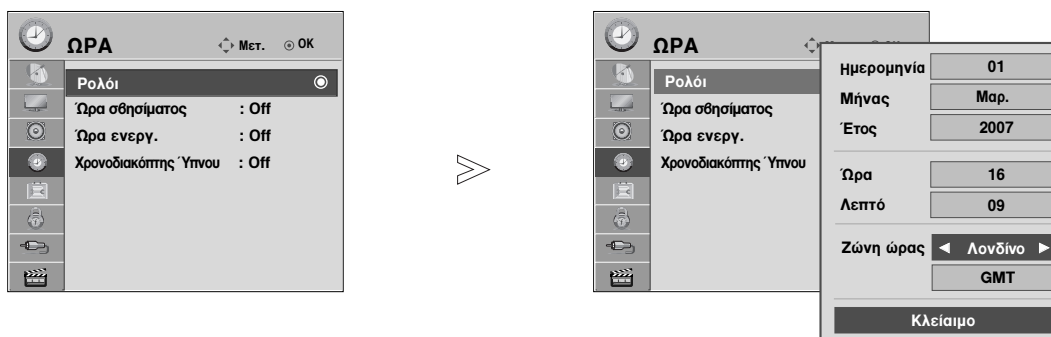 ΩΡΑ Μετ. OK
Ρολόι
Ώρα σβησίματος : Off
Ώρα ενεργ. : Off
Χρονοδιακόπτης Ύπνου : Off
ΩΡΑ
Ρολόι
Ώρα σβησίματος
Ώρα ενεργ.
Χρονοδιακόπτης Ύπνου
Ημερομηνία 01
Μήνας Μαρ.
Έτος 2007
Ώρα 16
Λεπτό 09
Ζώνη ώρας ◄ Λονδίνο ►
GMT
Κλείαιμο